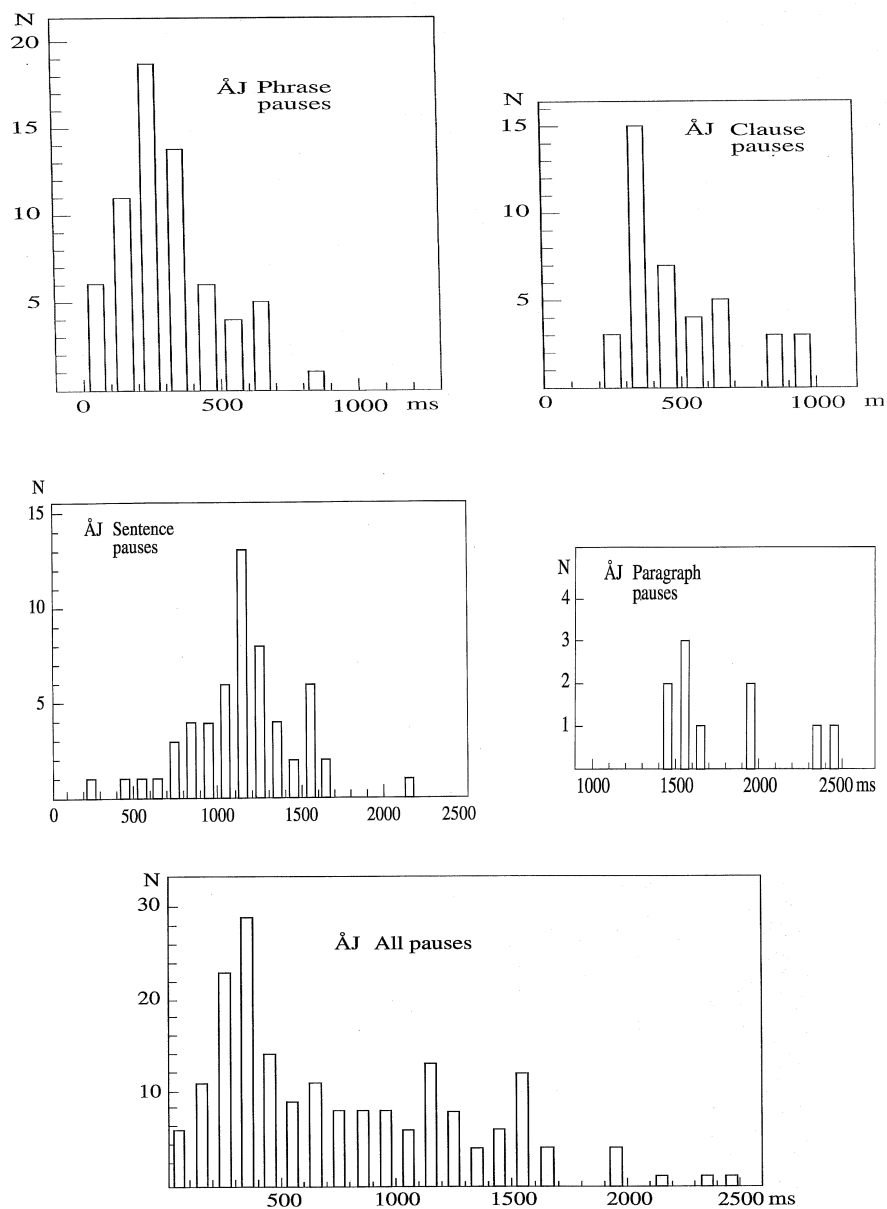 N
20
ÅJ Phrase
pauses
15
10
5
0 500 1000 ms
N
15
ÅJ Clause
pauses
10
5
0 500 1000 m
N
15
ÅJ Sentence
pauses
10
5
0 500 1000 1500 2000 2500
N
ÅJ Paragraph
pauses
4
3
2
1
1000 1500 2000 2500 ms
N
30
ÅJ All pauses
20
10
500 1000 1500 2000 2500 ms